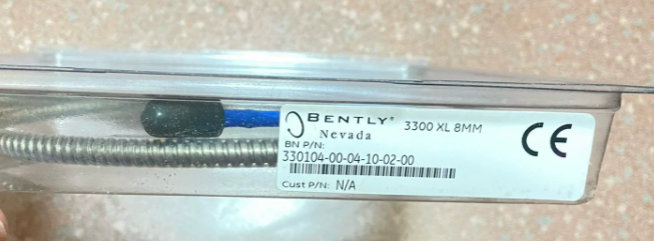 BENTLY® 3300 XL 8MM
Nevada
BN P/N:
330104-00-04-10-02-00
Cust P/N: N/A
CE